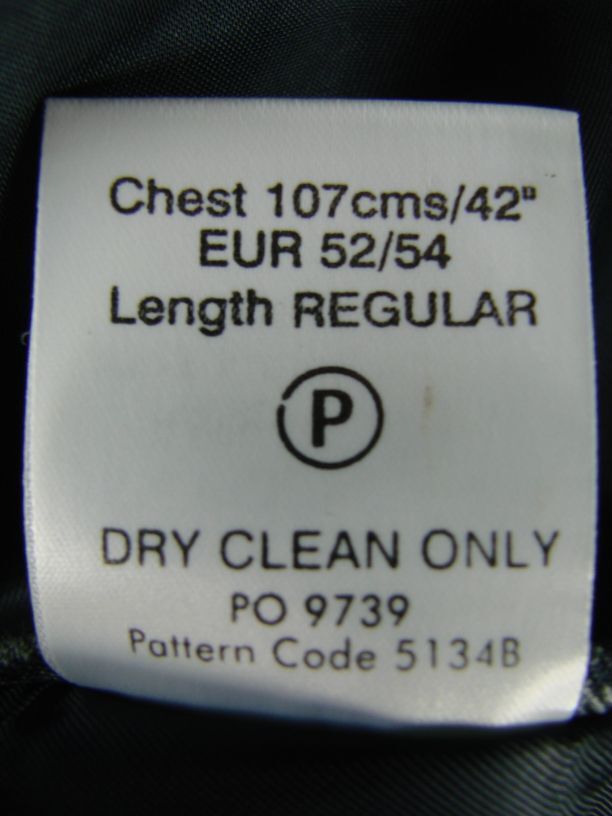 Chest 107cms/42"
EUR 52/54
Length REGULAR
P
DRY CLEAN ONLY
PO 9739
Pattern Code 5134B